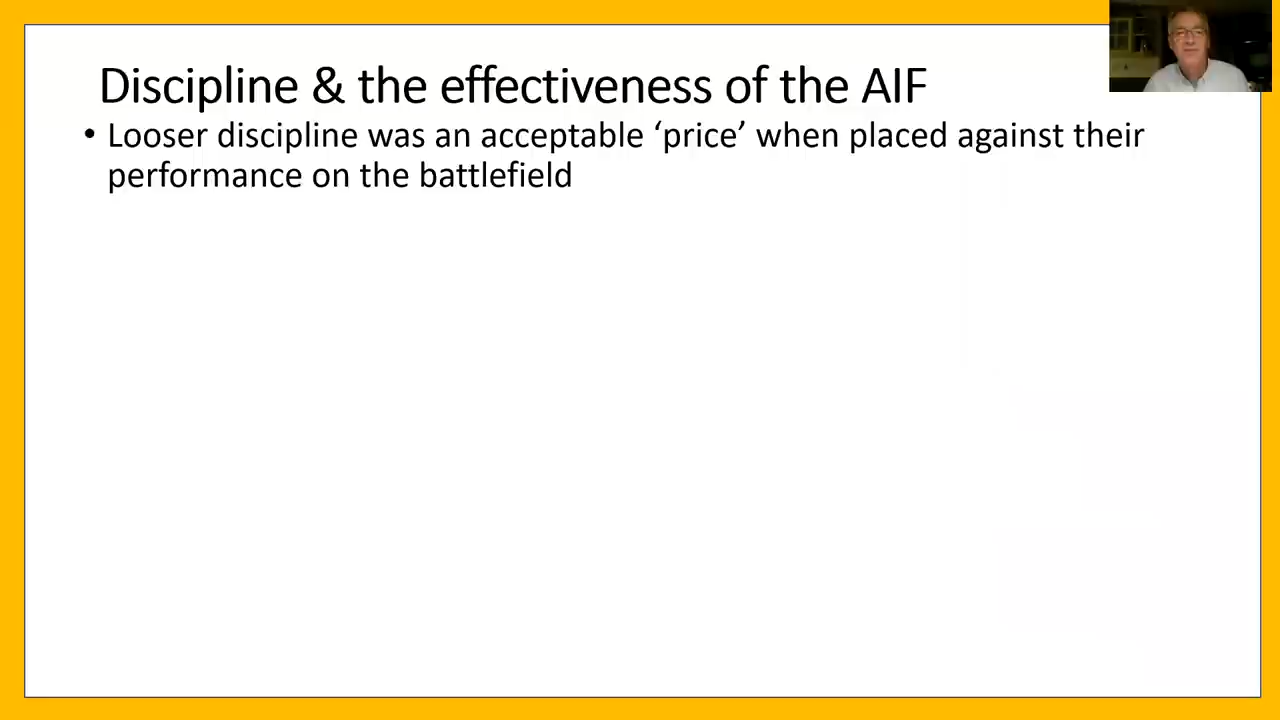 Discipline & the effectiveness of the AIF
• Looser discipline was an acceptable ‘price’ when placed against their
performance on the battlefield